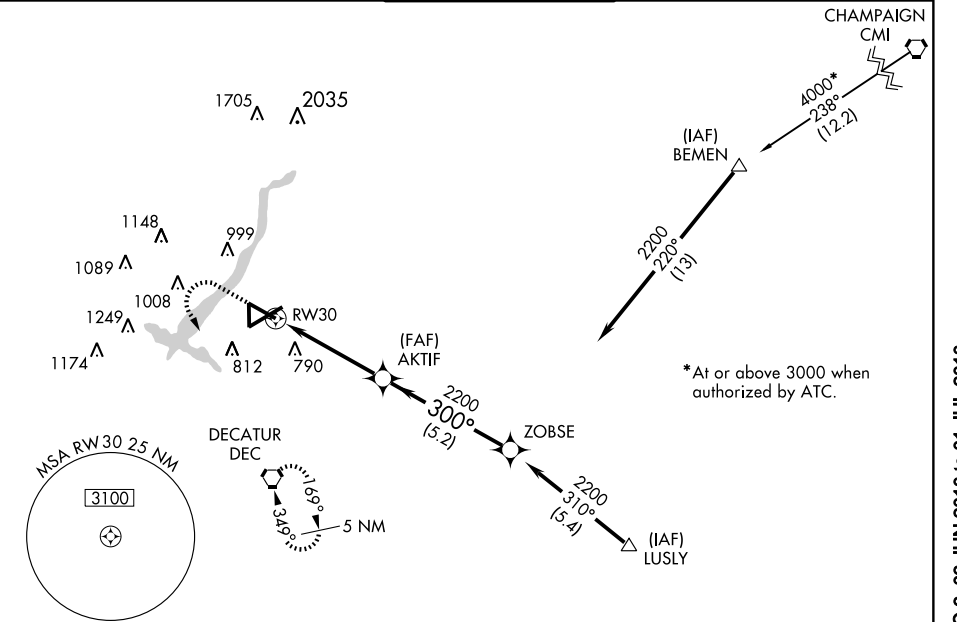 CHAMPAIGN
CMI
4000*
238°
(12.2)
1705
2035
(IAF)
BEMEN
2200
220°
(13)
1148
999
1089
1008
1249
1174
RW30
812
790
(FAF)
AKTIF
*At or above 3000 when
authorized by ATC.
2200
300°
(5.2)
ZOBSE
2200
310°
(5.4)
(IAF)
LUSLY
DECATUR
DEC
169°
349°
5 NM
MSA RW30 25 NM
3100